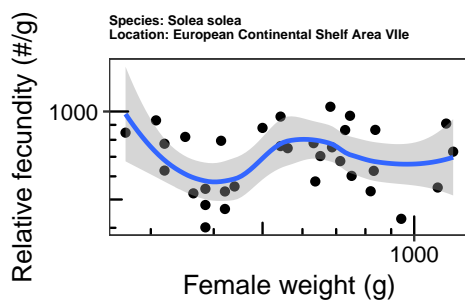 Species: Solea solea
Location: European Continental Shelf Area VIIe
Relative fecundity (#/g)
1000
1000
Female weight (g)